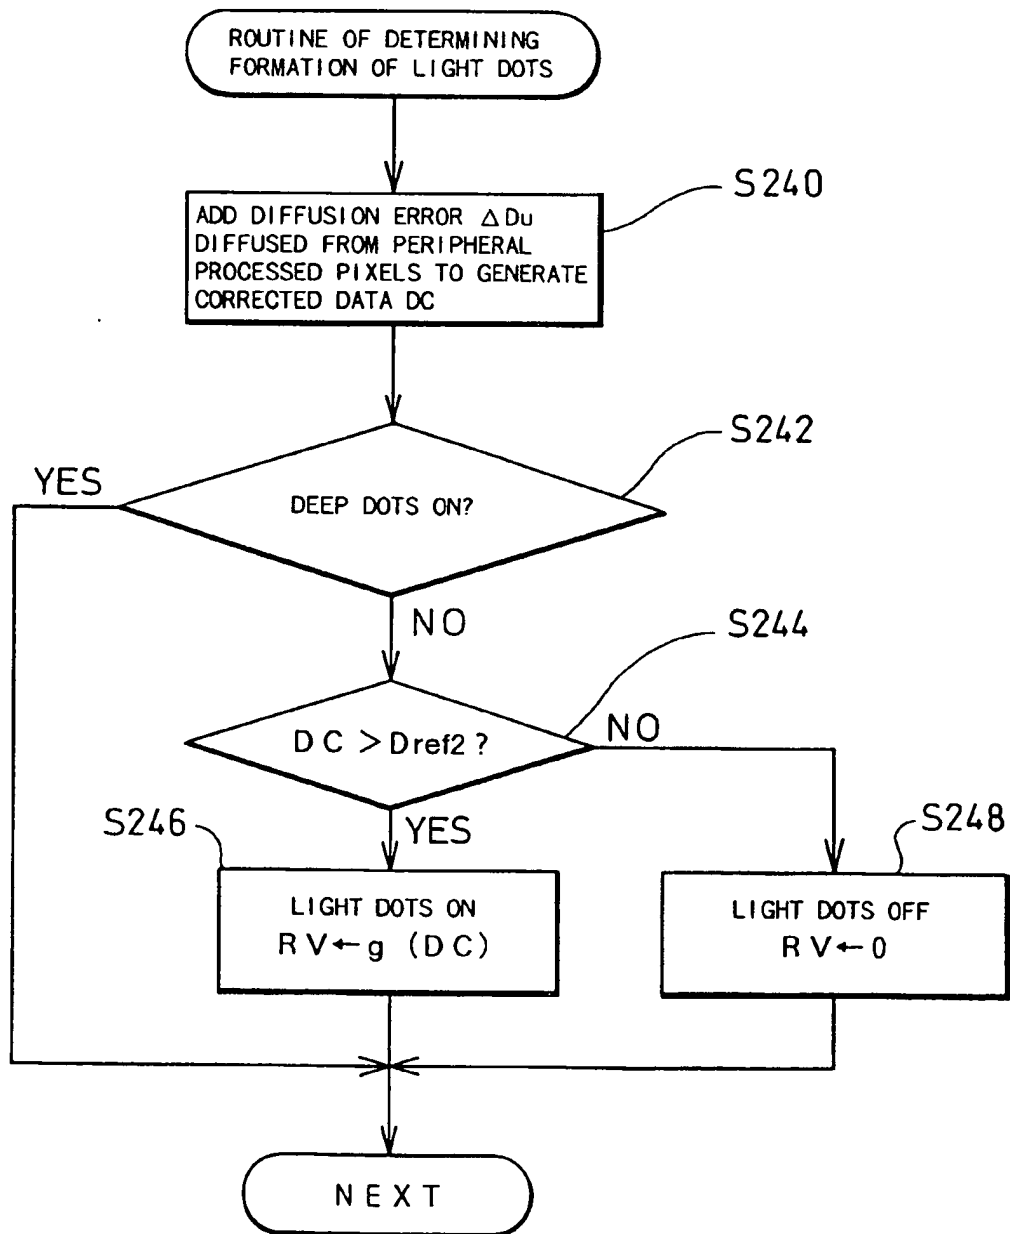 ROUTINE OF DETERMINING
FORMATION OF LIGHT DOTS
S240
ADD DIFFUSION ERROR △Du
DIFFUSED FROM PERIPHERAL
PROCESSED PIXELS TO GENERATE
CORRECTED DATA DC
S242
YES
DEEP DOTS ON?
NO
S244
DC > Dref2 ?
NO
S246
YES
S248
LIGHT DOTS ON
RV←g (DC)
LIGHT DOTS OFF
RV←0
NEXT